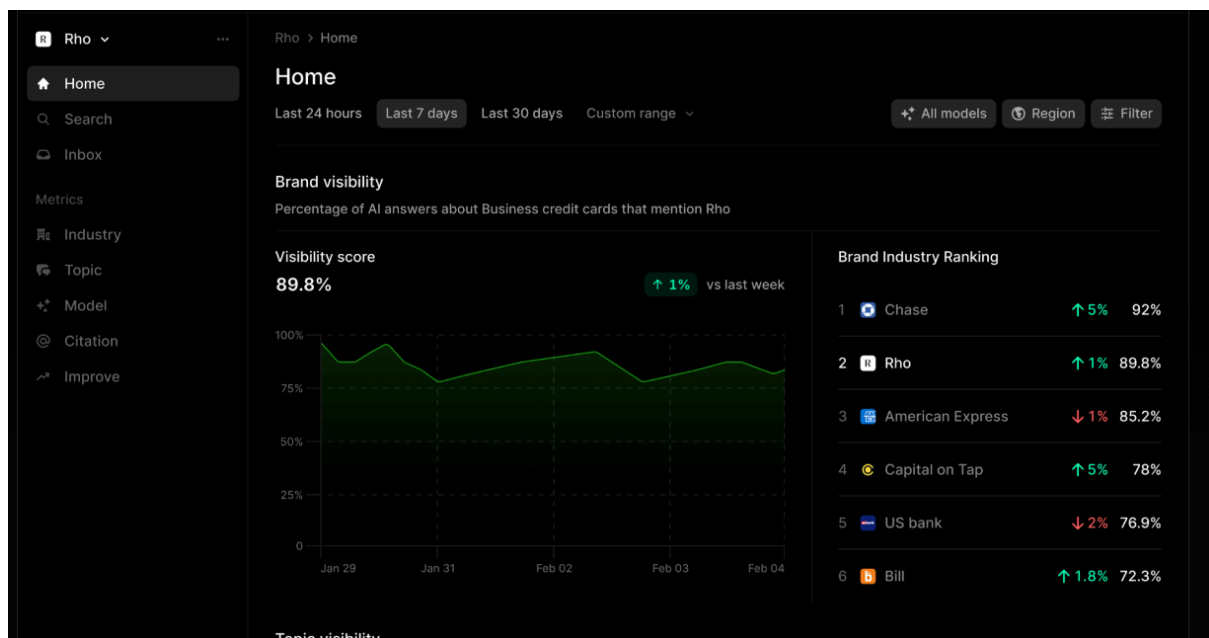 R Rho
Home
Search
Inbox
Metrics
Industry
Topic
Model
Citation
Improve
Rho > Home
Home
Last 24 hours Last 7 days Last 30 days Custom range
All models Region Filter
Brand visibility
Percentage of AI answers about Business credit cards that mention Rho
Visibility score
89.8% ↑ 1% vs last week
100%
75%
50%
25%
0
Jan 29 Jan 31 Feb 02 Feb 03 Feb 04
Brand Industry Ranking
1 Chase ↑ 5% 92%
2 R Rho ↑ 1% 89.8%
3 American Express ↓ 1% 85.2%
4 Capital on Tap ↑ 5% 78%
5 US bank ↓ 2% 76.9%
6 b Bill ↑ 1.8% 72.3%
Topic visibility